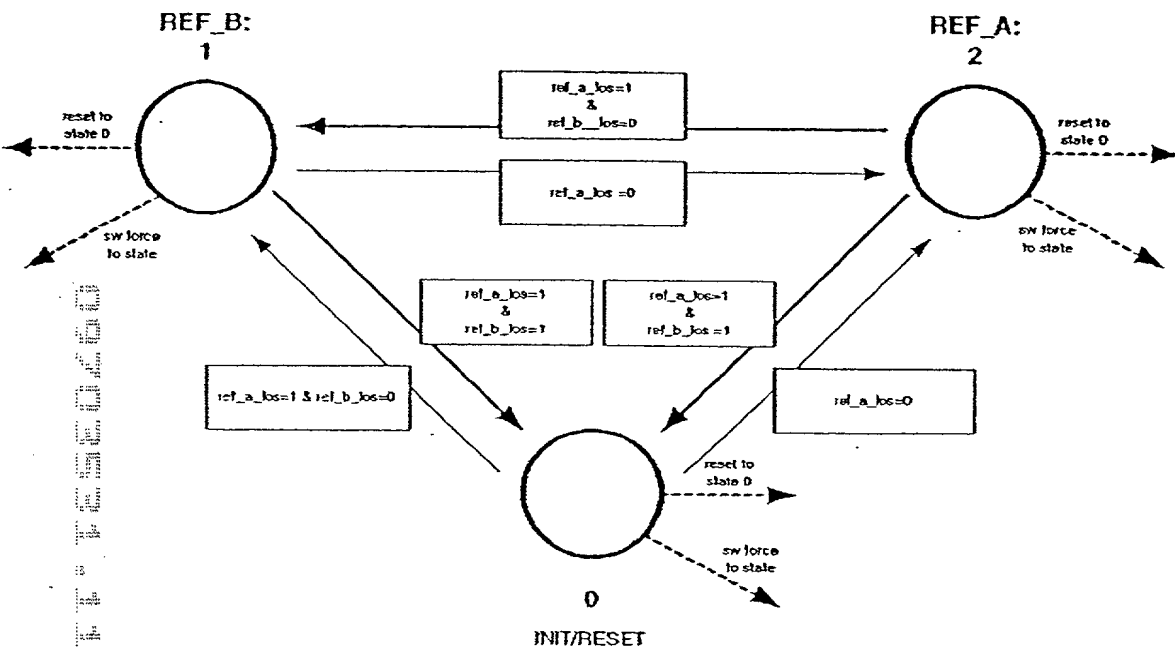 REF_B:
1
REF_A:
2
ref_a_los=1
&
ref_b__los=0
reset to
state 0
reset to
state 0
ref_a_los =0
sw force
to state
sw force
to state
ref_a_los=1
&
ref_b_los=1
ref_a_los=1
&
ref_b_los =1
ref_a_los=1 & ref_b_los=0
ref_a_los=0
reset to
state 0
sw force
to state
0
INIT/RESET